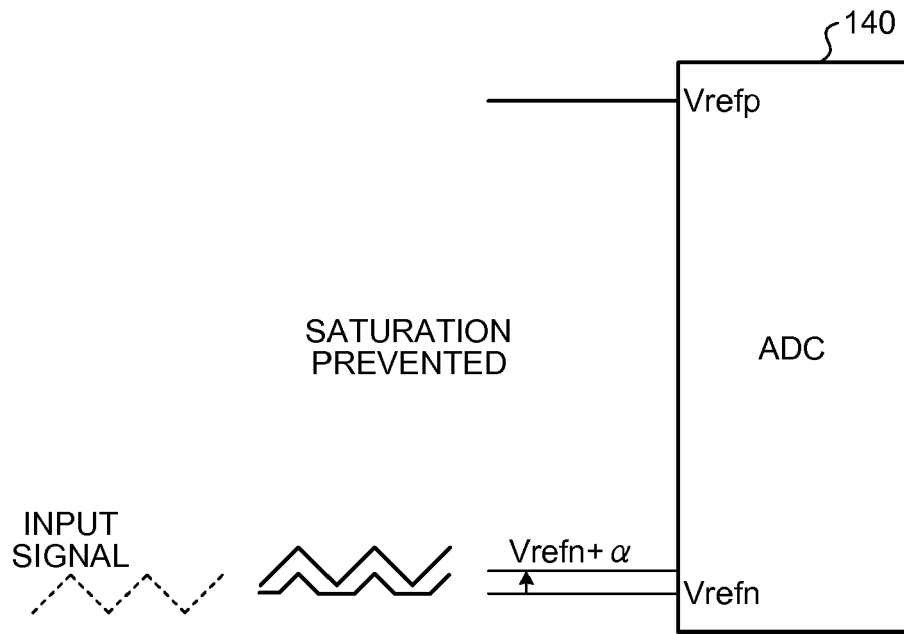 140
Vrefp
SATURATION
PREVENTED
ADC
INPUT
SIGNAL
Vrefn+ α
Vrefn